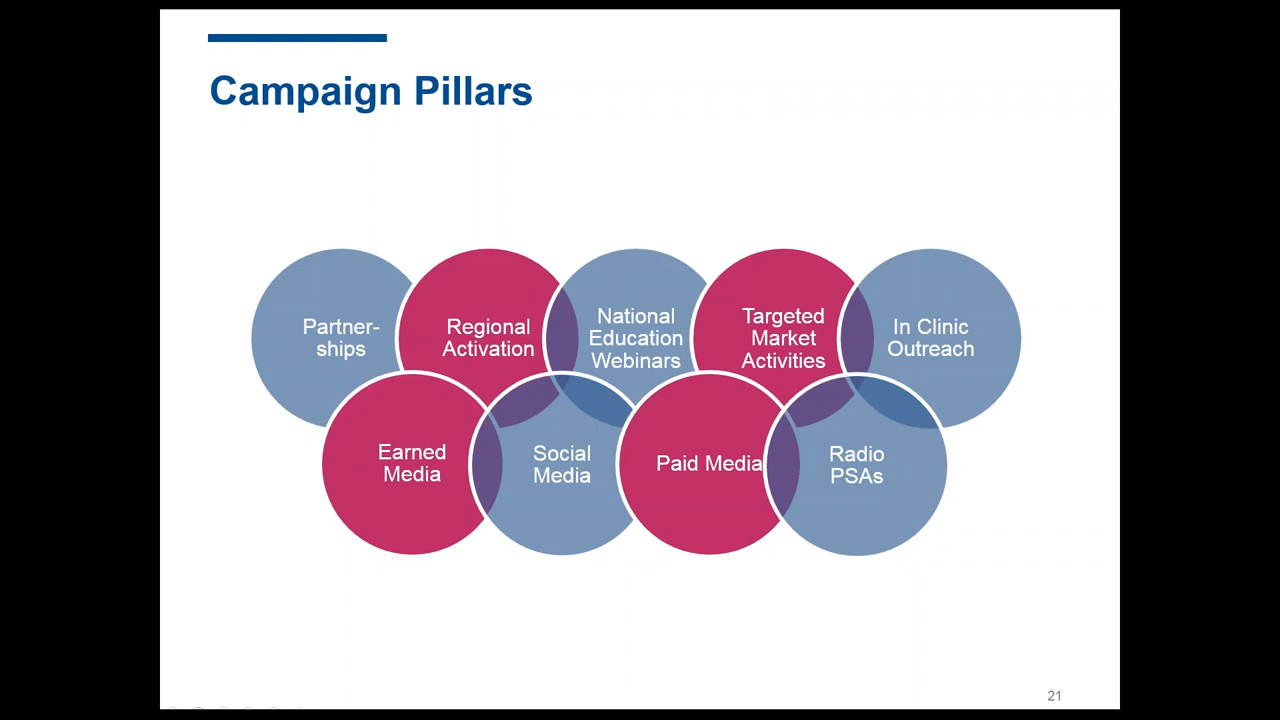 Campaign Pillars
Partner-
ships
Regional
Activation
National
Education
Webinars
Targeted
Market
Activities
In Clinic
Outreach
Earned
Media
Social
Media
Paid Media
Radio
PSAs
21